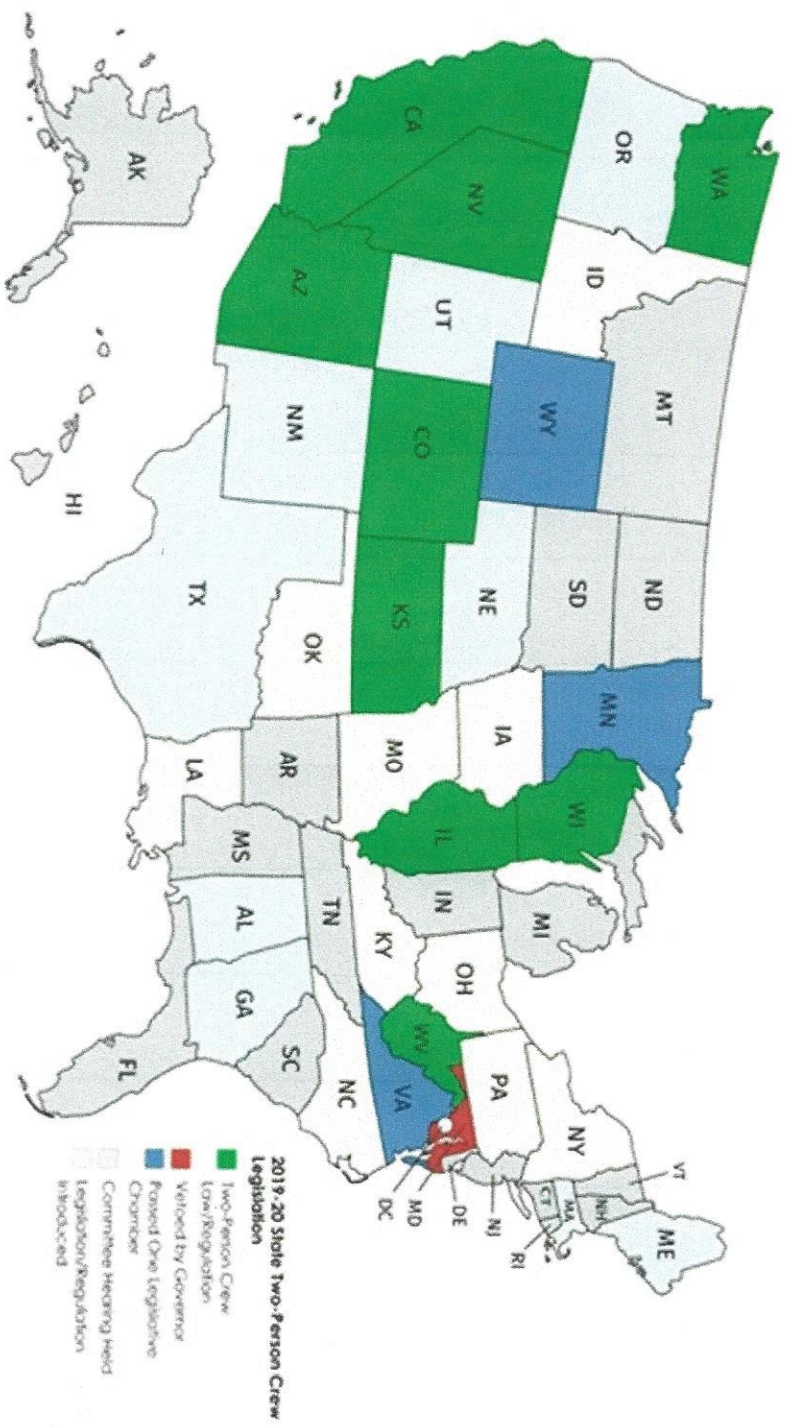 WA
OR
CA
NV
ID
MT
WY
UT
AZ
CO
NM
ND
SD
NE
KS
OK
TX
MN
IA
MO
AR
LA
WI
IL
MI
IN
OH
KY
TN
MS
AL
GA
FL
SC
NC
VA
WV
PA
NY
VT
NH
ME
MA
CT
RI
NJ
DE
MD
DC
AK
HI
2019-20 State Two-Person Crew
Legislation
Two-Person Crew
Law/Regulation
Vetoed by Governor
Passed One Legislative
Chamber
Committee Hearing Held
Legislation/Regulation
Introduced